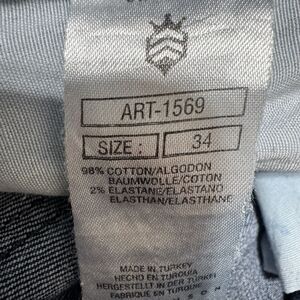 ART-1569
SIZE : 34
98% COTTON/ALGODON
BAUMWOLLE/COTON
2% ELASTANE/ELASTANO
ELASTHAN/ELASTHANE
MADE IN TURKEY
HECHO EN TURQUIA
HERGESTELLT IN DER TÜRKEI
FABRIQUE EN TURQUIE